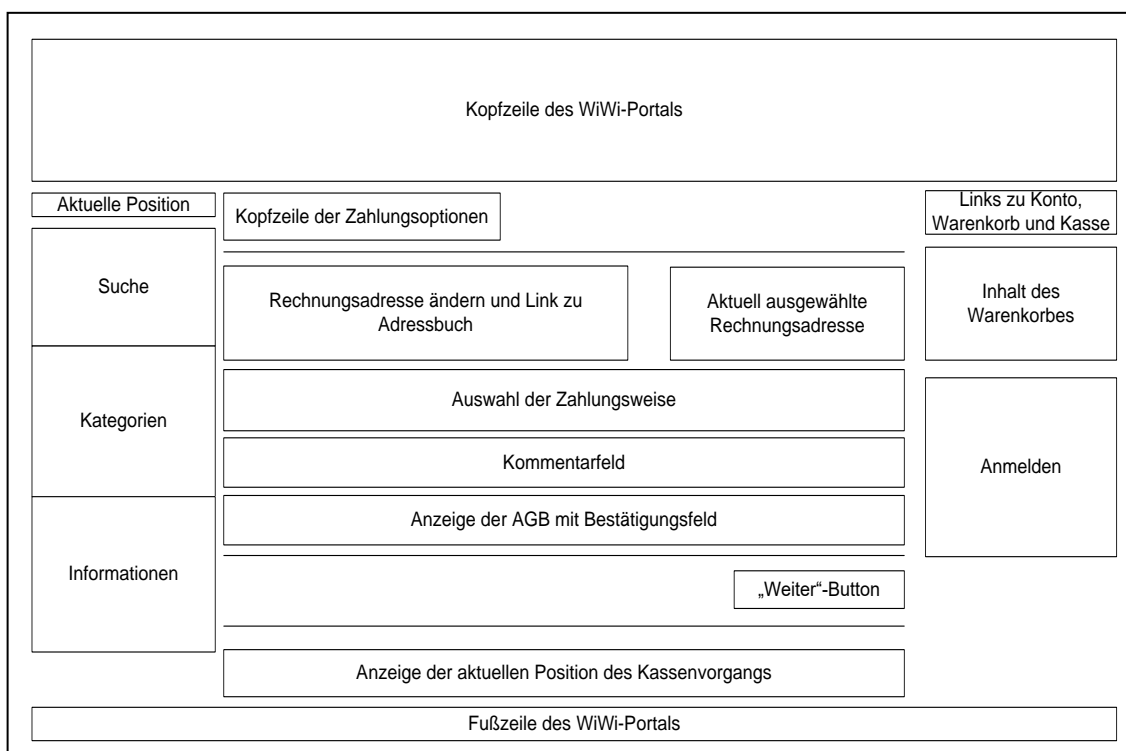 Kopfzeile des WiWi-Portals
Aktuelle Position
Suche
Kategorien
Informationen
Kopfzeile der Zahlungsoptionen
Rechnungsadresse ändern und Link zu
Adressbuch
Aktuell ausgewählte
Rechnungsadresse
Auswahl der Zahlungsweise
Kommentarfeld
Anzeige der AGB mit Bestätigungsfeld
„Weiter“-Button
Anzeige der aktuellen Position des Kassenvorgangs
Links zu Konto,
Warenkorb und Kasse
Inhalt des
Warenkorbes
Anmelden
Fußzeile des WiWi-Portals